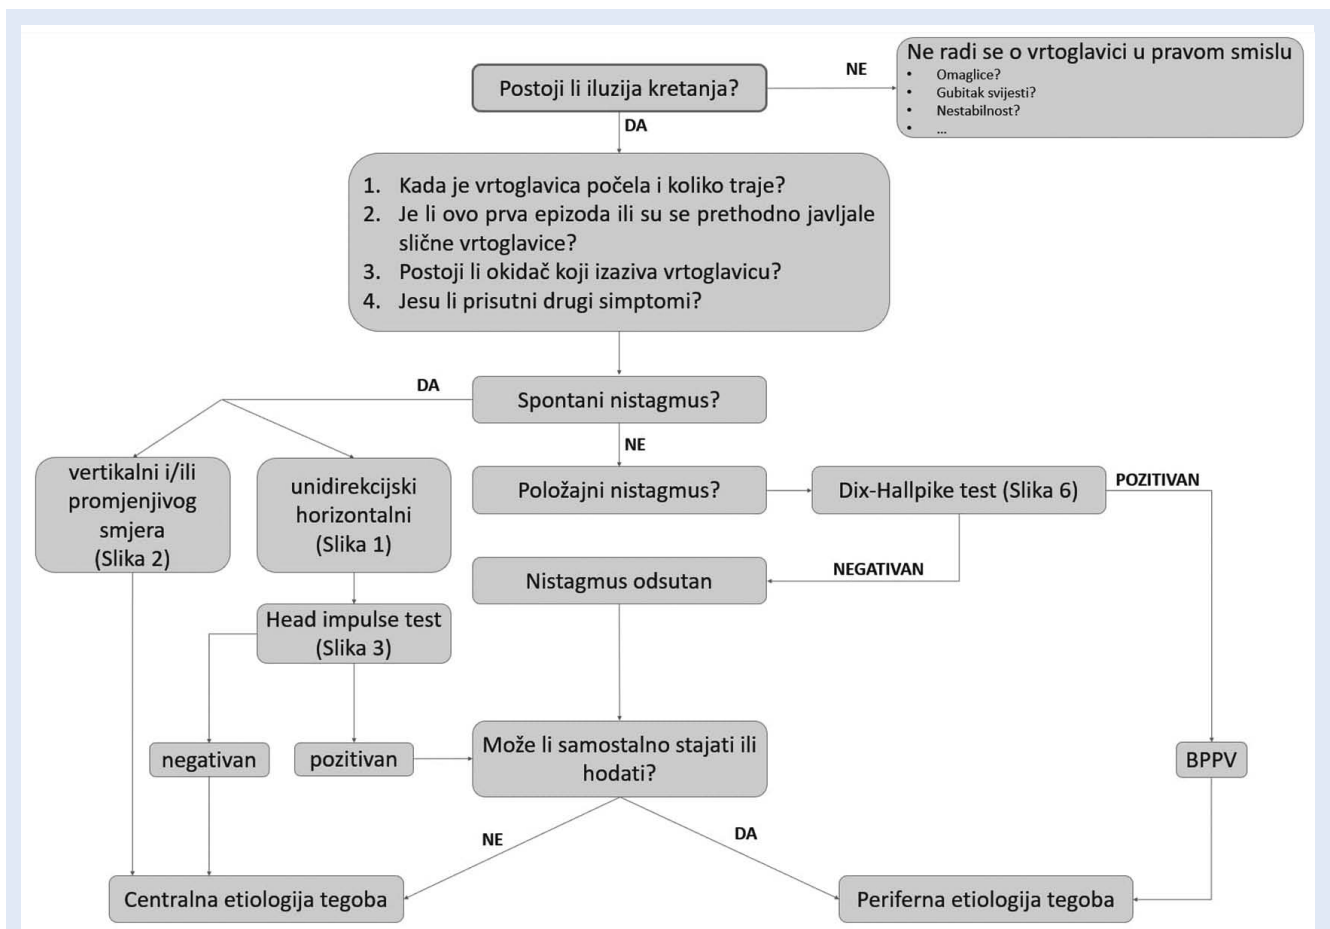 Postoji li iluzija kretanja?
NE
Ne radi se o vrtoglavici u pravom smislu
• Omaglice?
• Gubitak svijesti?
• Nestabilnost?
• ...
DA
1. Kada je vrtoglavica počela i koliko traje?
2. Je li ovo prva epizoda ili su se prethodno javljale
slične vrtoglavice?
3. Postoji li okidač koji izaziva vrtoglavicu?
4. Jesu li prisutni drugi simptomi?
DA
Spontani nistagmus?
NE
vertikalni i/ili
promjenjivog
smjera
(Slika 2)
unidirekcijski
horizontalni
(Slika 1)
Položajni nistagmus?
Dix-Hallpike test (Slika 6)
POZITIVAN
Nistagmus odsutan
NEGATIVAN
Head impulse test
(Slika 3)
negativan
pozitivan
Može li samostalno stajati ili
hodati?
BPPV
NE
DA
Centralna etiologija tegoba
Periferna etiologija tegoba